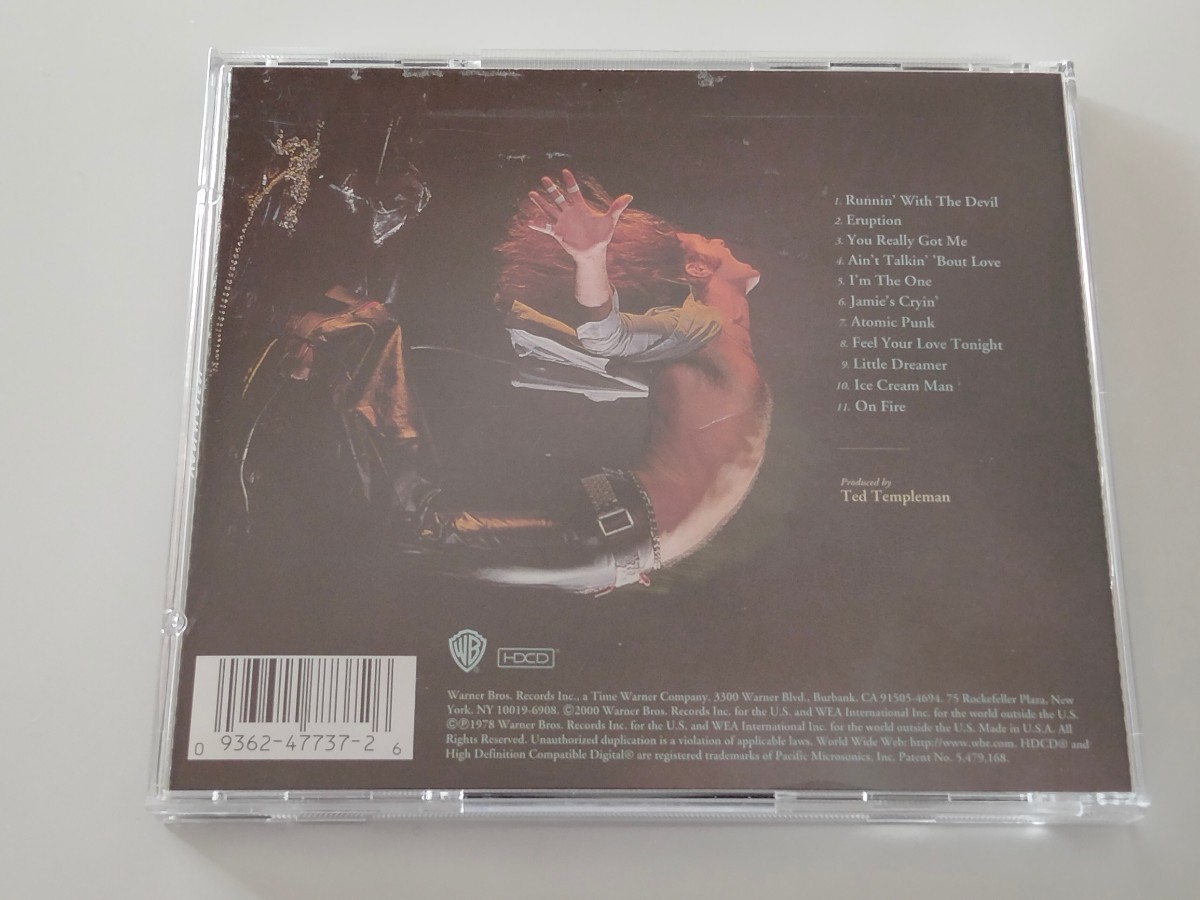 1. Runnin' With The Devil
2. Eruption
3. You Really Got Me
4. Ain't Talkin' 'Bout Love
5. I'm The One
6. Jamie's Cryin'
7. Atomic Punk
8. Feel Your Love Tonight
9. Little Dreamer
10. Ice Cream Man
11. On Fire
Produced by
Ted Templeman
WB
HDCD®
Warner Bros. Records Inc., a Time Warner Company. 3300 Warner Blvd., Burbank, CA 91505-4694. 75 Rockefeller Plaza, New
York, NY 10019-6908. ©2000 Warner Bros. Records Inc. for the U.S. and WEA International Inc. for the world outside the U.S.
©℗1978 Warner Bros. Records Inc. for the U.S. and WEA International Inc. for the world outside the U.S. Made in U.S.A. All
Rights Reserved. Unauthorized duplication is a violation of applicable laws. World Wide Web: http://www.wbr.com. HDCD® and
High Definition Compatible Digital® are registered trademarks of Pacific Microsonics, Inc. Patent No. 5,479,168.
0 9362-47737-2 6